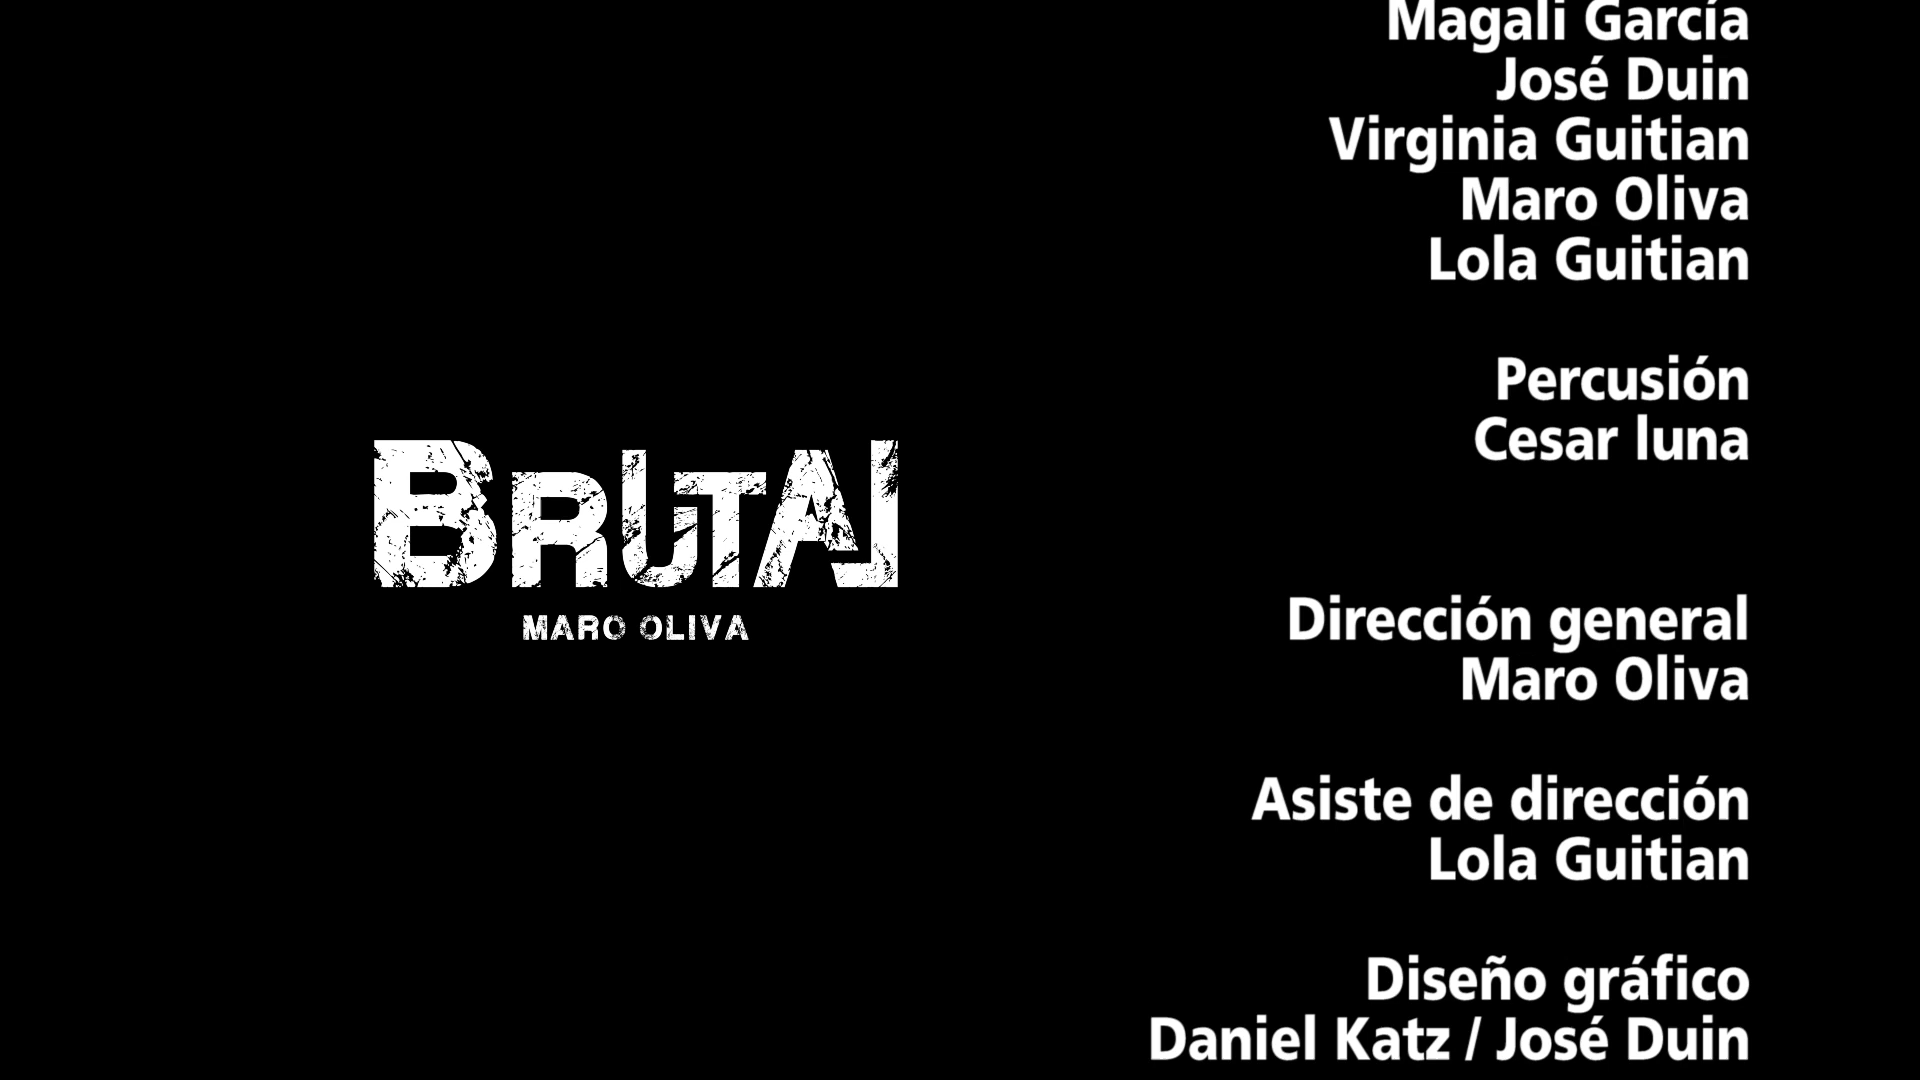 BRUTAL
MARO OLIVA
Magali García
José Duin
Virginia Guitian
Maro Oliva
Lola Guitian
Percusión
Cesar luna
Dirección general
Maro Oliva
Asiste de dirección
Lola Guitian
Diseño gráfico
Daniel Katz / José Duin